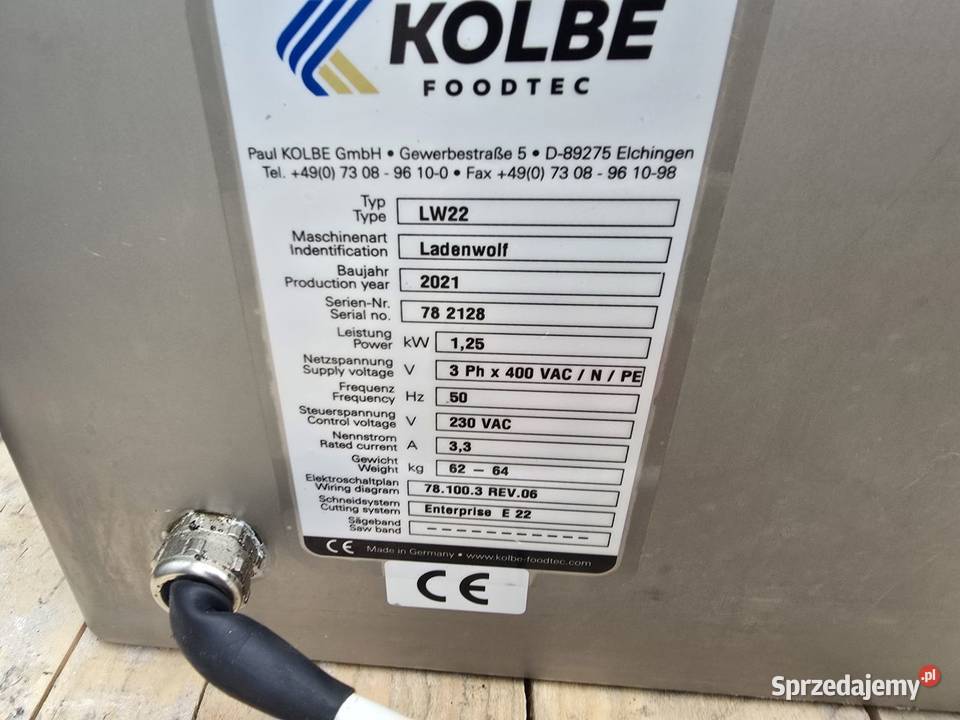 KOLBE
FOODTEC
Paul KOLBE GmbH • Gewerbestraße 5 • D-89275 Elchingen
Tel. +49(0) 73 08 - 96 10-0 • Fax +49(0) 73 08 - 96 10-98
Typ
Type LW22
Maschinenart
Indentification Ladenwolf
Baujahr
Production year 2021
Serien-Nr.
Serial no. 78 2128
Leistung
Power kW 1,25
Netzspannung
Supply voltage V 3 Ph x 400 VAC / N / PE
Frequenz
Frequency Hz 50
Steuerspannung
Control voltage V 230 VAC
Nennstrom
Rated current A 3,3
Gewicht
Weight kg 62 – 64
Elektroschaltplan
Wiring diagram 78.100.3 REV.06
Schneidsystem
Cutting system Enterprise E 22
Sägeband
Saw band ----------
CE Made in Germany • www.kolbe-foodtec.com
CE
Sprzedajemy.pl